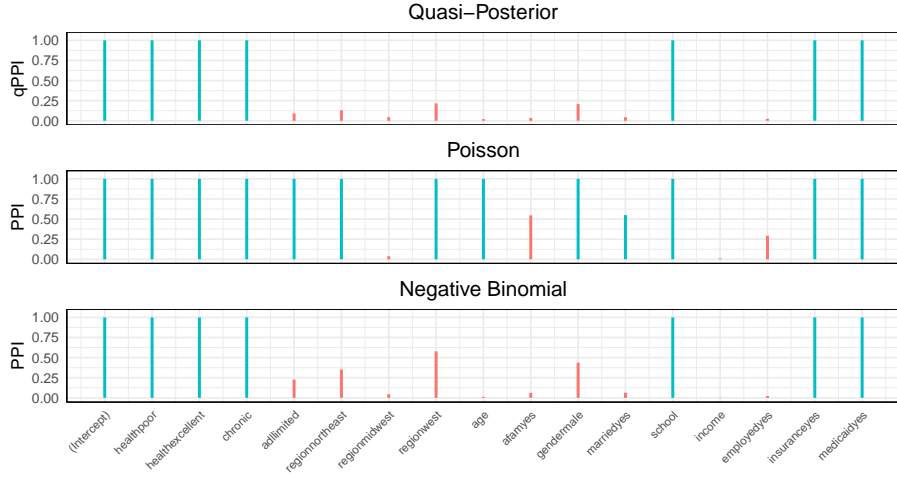 Quasi−Posterior
qPPI
1.00
0.75
0.50
0.25
0.00
Poisson
PPI
1.00
0.75
0.50
0.25
0.00
Negative Binomial
PPI
1.00
0.75
0.50
0.25
0.00
(Intercept)
healthpoor
healthexcellent
chronic
adllimited
regionnortheast
regionmidwest
regionwest
age
afamyes
gendermale
marriedyes
school
income
employedyes
insuranceyes
medicaidyes